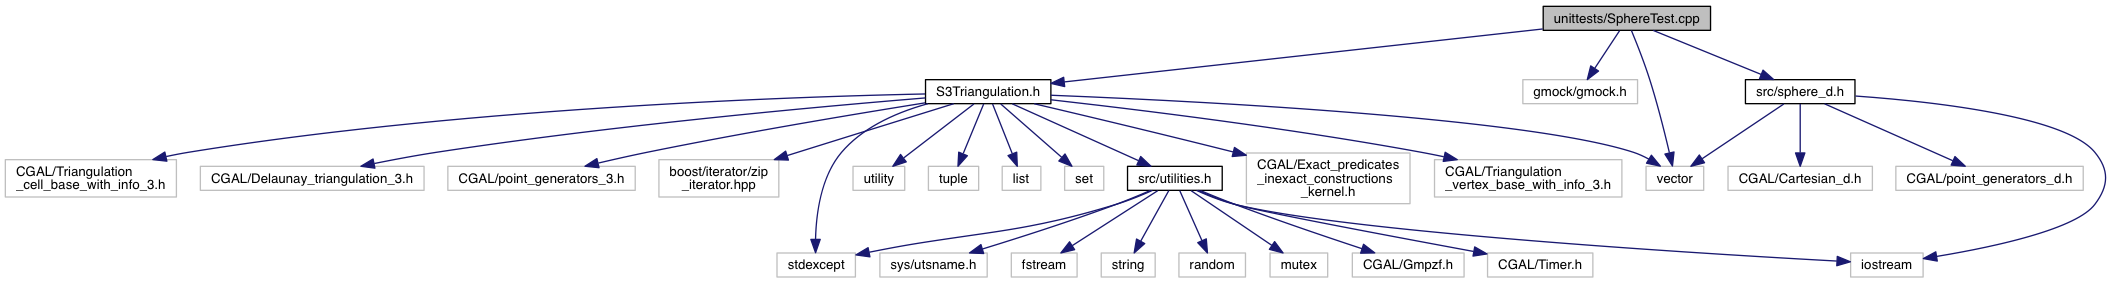 unittests/SphereTest.cpp
S3Triangulation.h
gmock/gmock.h
src/sphere_d.h
CGAL/Triangulation
_cell_base_with_info_3.h
CGAL/Delaunay_triangulation_3.h
CGAL/point_generators_3.h
boost/iterator/zip
_iterator.hpp
utility
tuple
list
set
src/utilities.h
CGAL/Exact_predicates
_inexact_constructions
_kernel.h
CGAL/Triangulation
_vertex_base_with_info_3.h
vector
CGAL/Cartesian_d.h
CGAL/point_generators_d.h
stdexcept
sys/utsname.h
fstream
string
random
mutex
CGAL/Gmpzf.h
CGAL/Timer.h
iostream